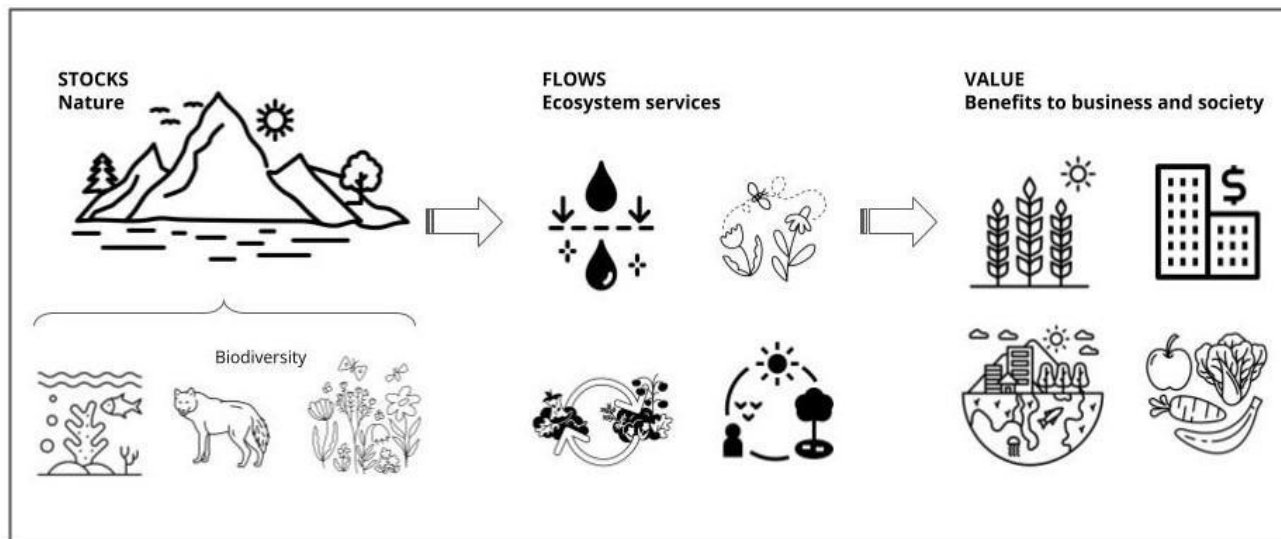 STOCKS
Nature
FLOWS
Ecosystem services
VALUE
Benefits to business and society
$
Biodiversity